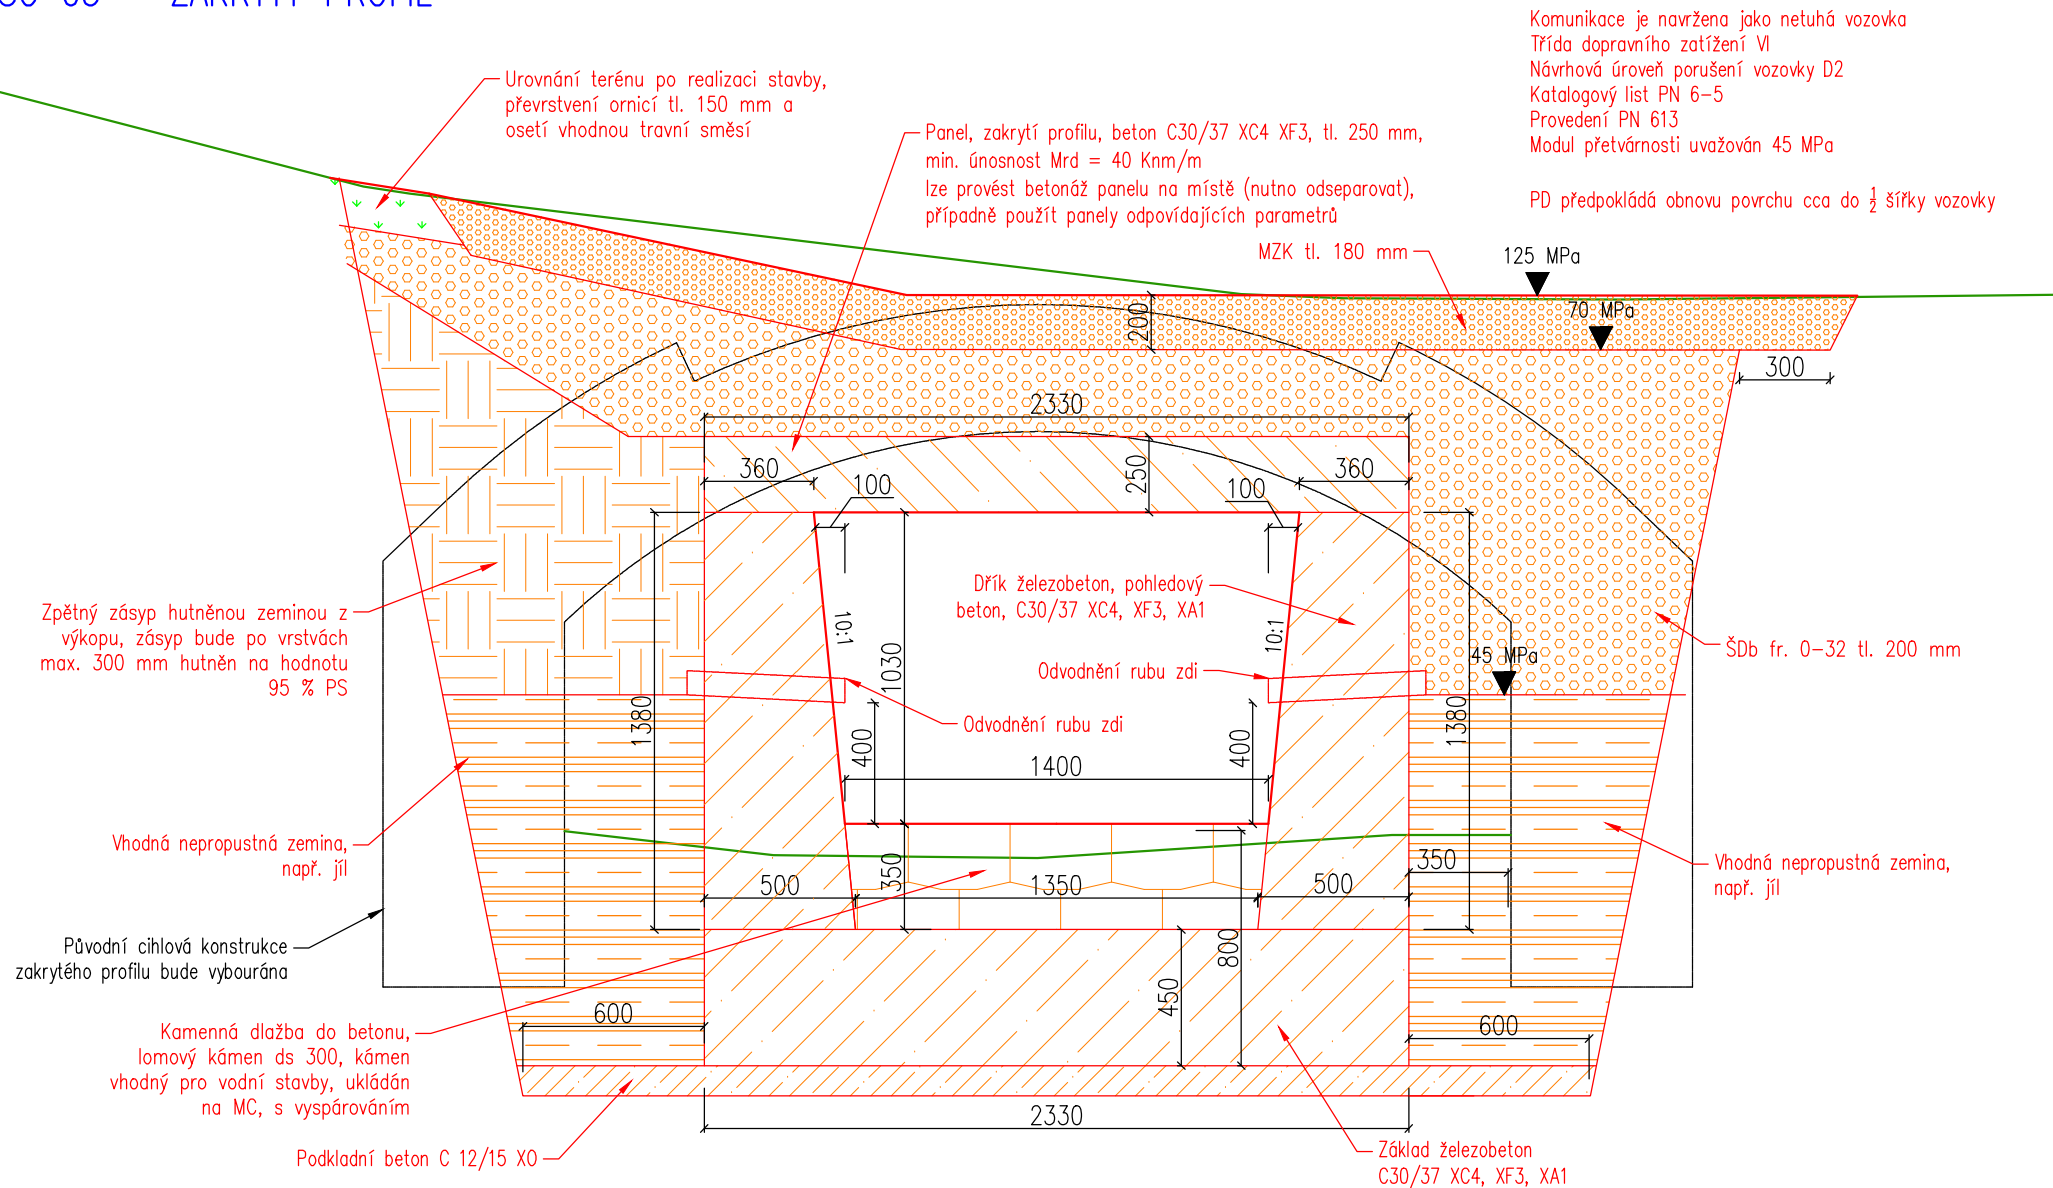 Komunikace je navržena jako netuhá vozovka
Třída dopravního zatížení VI
Návrhová úroveň porušení vozovky D2
Katalogový list PN 6-5
Provedení PN 613
Modul přetvárnosti uvažován 45 MPa
PD předpokládá obnovu povrchu cca do ½ šířky vozovky
Urovnání terénu po realizaci stavby,
převrstvení ornicí tl. 150 mm a
osetí vhodnou travní směsí
Panel, zakrytí profilu, beton C30/37 XC4 XF3, tl. 250 mm,
min. únosnost Mrd = 40 Knm/m
lze provést betonáž panelu na místě (nutno odseparovat),
případně použít panely odpovídajících parametrů
MZK tl. 180 mm
125 MPa
70 MPa
200
300
2330
360
250
360
100
100
Dřík železobeton, pohledový
beton, C30/37 XC4, XF3, XA1
10:1
10:1
Zpětný zásyp hutněnou zeminou z
výkopu, zásyp bude po vrstvách
max. 300 mm hutněn na hodnotu
95 % PS
ŠDb fr. 0-32 tl. 200 mm
45 MPa
Odvodnění rubu zdi
Odvodnění rubu zdi
1030
1380
1380
400
400
1400
Vhodná nepropustná zemina,
např. jíl
Vhodná nepropustná zemina,
např. jíl
350
350
500
1350
500
Původní cihlová konstrukce
zakrytého profilu bude vybourána
800
450
600
600
Kamenná dlažba do betonu,
lomový kámen ds 300, kámen
vhodný pro vodní stavby, ukládán
na MC, s vyspárováním
2330
Podkladní beton C 12/15 X0
Základ železobeton
C30/37 XC4, XF3, XA1